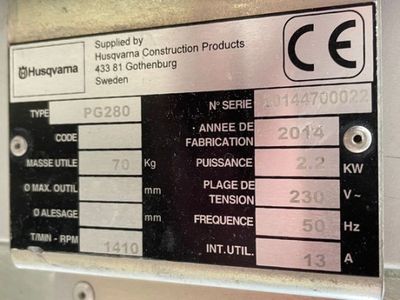 Husqvarna
Supplied by
Husqvarna Construction Products
433 81 Gothenburg
Sweden
CE
TYPE PG280
CODE
MASSE UTILE 70 Kg
Ø MAX. OUTIL mm
Ø ALESAGE mm
T/MIN - RPM 1410
N° SERIE 20144700022
ANNEE DE
FABRICATION 2014
PUISSANCE 2.2 KW
PLAGE DE
TENSION 230 V~
FREQUENCE 50 Hz
INT. UTIL. 13 A